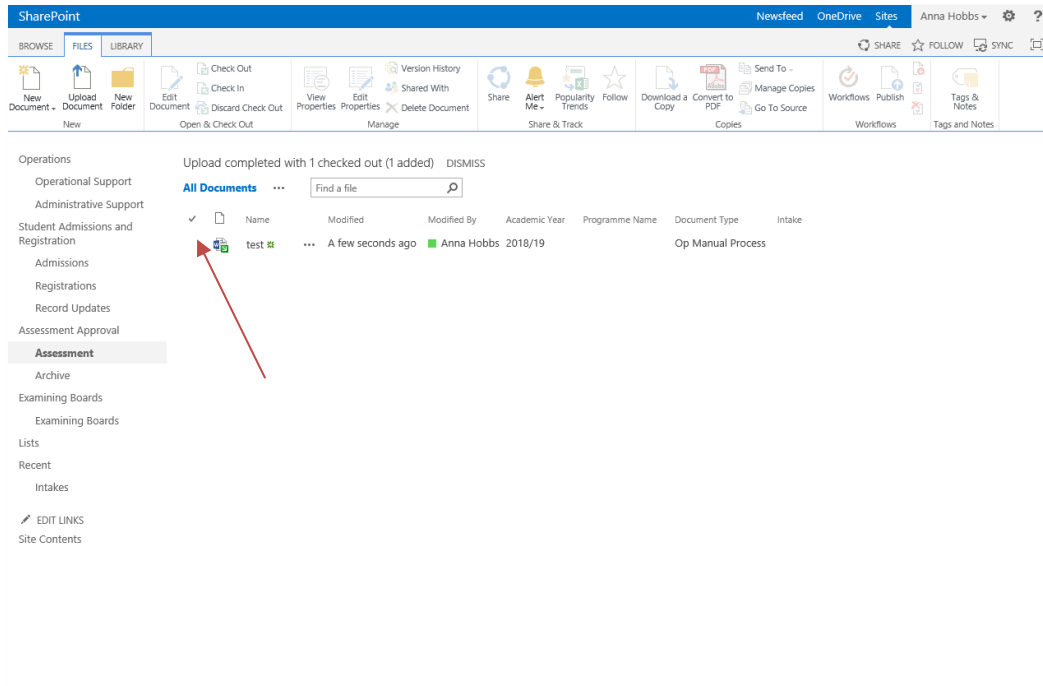 SharePoint
Newsfeed OneDrive Sites Anna Hobbs ?
BROWSE FILES LIBRARY
SHARE FOLLOW SYNC
New Document
Upload Document
New Folder
New
Edit Document
Check Out
Check In
Discard Check Out
Open & Check Out
View Properties
Edit Properties
Version History
Shared With
Delete Document
Manage
Share
Alert Me
Popularity Trends
Follow
Share & Track
Download a Copy
Convert to PDF
Send To
Manage Copies
Go To Source
Copies
Workflows
Publish
Workflows
Tags & Notes
Tags and Notes
Operations
Operational Support
Administrative Support
Student Admissions and
Registration
Admissions
Registrations
Record Updates
Assessment Approval
Assessment
Archive
Examining Boards
Examining Boards
Lists
Recent
Intakes
EDIT LINKS
Site Contents
Upload completed with 1 checked out (1 added) DISMISS
All Documents ••• Find a file
Name Modified Modified By Academic Year Programme Name Document Type Intake
test ••• A few seconds ago Anna Hobbs 2018/19 Op Manual Process